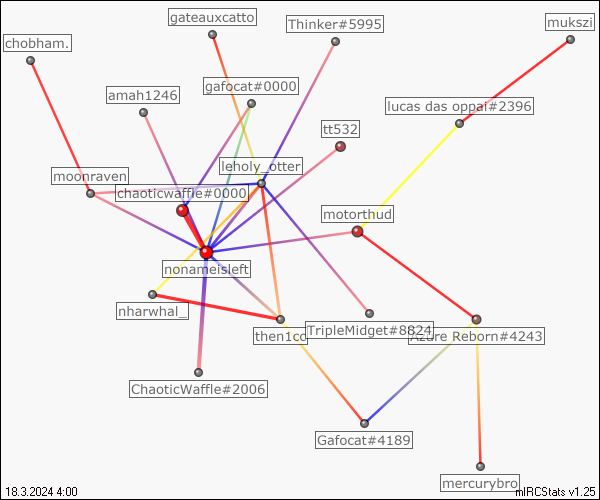 gateauxcatto
Thinker#5995
mukszi
chobham.
gafocat#0000
amah1246
lucas das oppai#2396
tt532
leholy_otter
moonraven
chaoticwaffle#0000
motorthud
nonameisleft
nharwhal_
TripleMidget#8824
then1co
Azure Reborn#4243
ChaoticWaffle#2006
Gafocat#4189
mercurybro
18.3.2024 4:00
mIRCStats v1.25